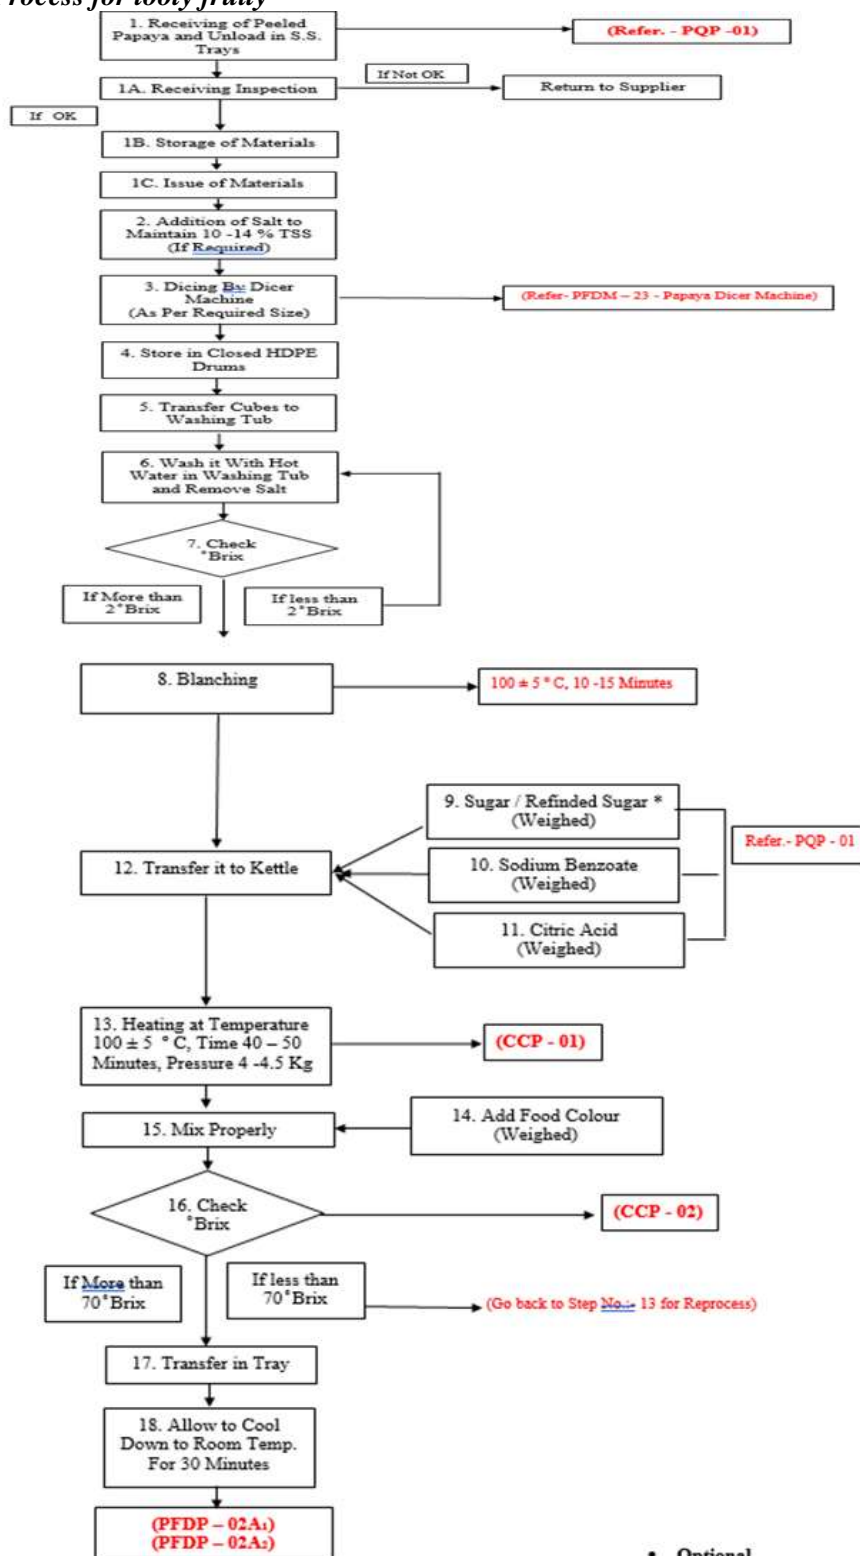 rocess for tooty fruity
1. Receiving of Peeled
Papaya and Unload in S.S.
Trays
(Refer. - PQP -01)
1A. Receiving Inspection
If Not OK
Return to Supplier
If OK
1B. Storage of Materials
1C. Issue of Materials
2. Addition of Salt to
Maintain 10 -14 % TSS
(If Required)
3. Dicing By Dicer
Machine
(As Per Required Size)
(Refer- PFDM – 23 - Papaya Dicer Machine)
4. Store in Closed HDPE
Drums
5. Transfer Cubes to
Washing Tub
6. Wash it With Hot
Water in Washing Tub
and Remove Salt
7. Check
°Brix
If More than
2°Brix
If less than
2°Brix
8. Blanching
100 ± 5 ° C, 10 -15 Minutes
9. Sugar / Refinded Sugar *
(Weighed)
Refer.- PQP - 01
12. Transfer it to Kettle
10. Sodium Benzoate
(Weighed)
11. Citric Acid
(Weighed)
13. Heating at Temperature
100 ± 5 ° C, Time 40 – 50
Minutes, Pressure 4 -4.5 Kg
(CCP - 01)
15. Mix Properly
14. Add Food Colour
(Weighed)
16. Check
°Brix
(CCP - 02)
If More than
70°Brix
If less than
70°Brix
(Go back to Step No.:- 13 for Reprocess)
17. Transfer in Tray
18. Allow to Cool
Down to Room Temp.
For 30 Minutes
(PFDP – 02A₁)
(PFDP – 02A₂)
• Optional